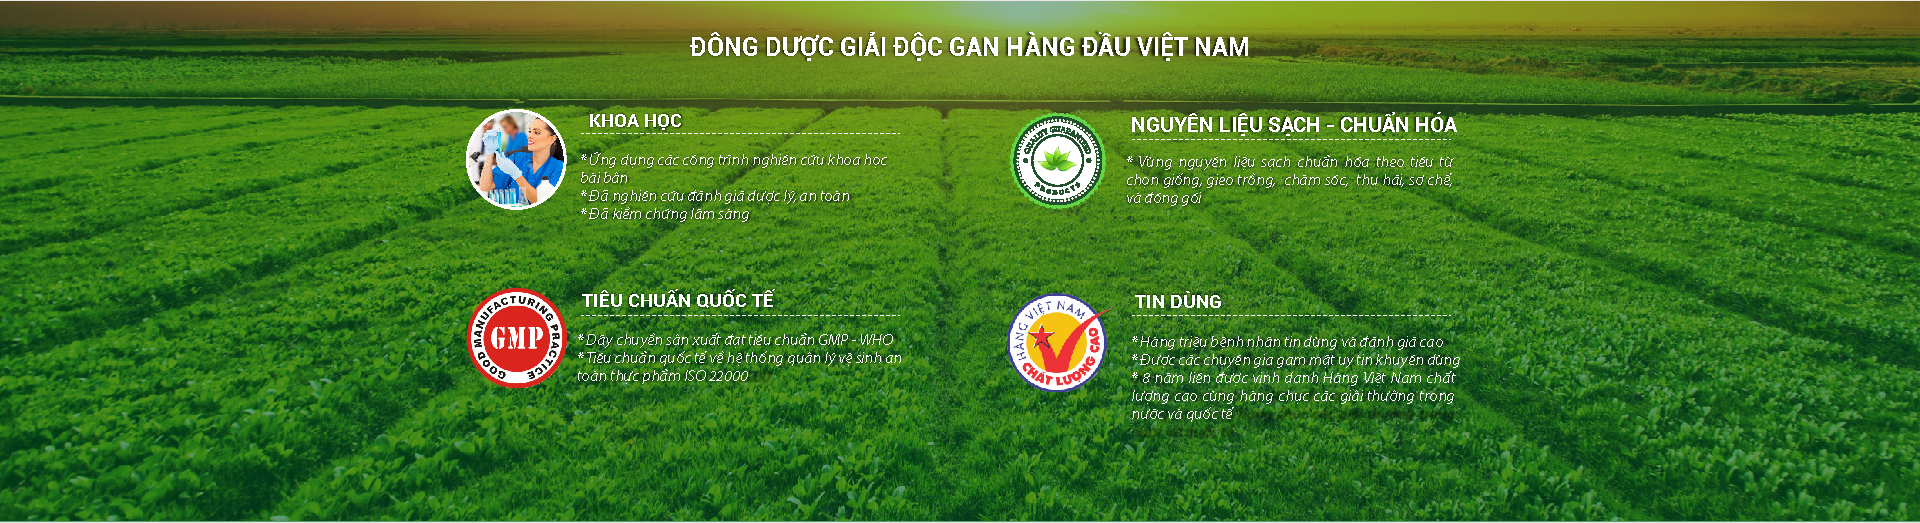 ĐÔNG DƯỢC GIẢI ĐỘC GAN HÀNG ĐẦU VIỆT NAM
KHOA HỌC
* Ứng dụng các công trình nghiên cứu khoa học
bài bản
* Đã nghiên cứu đánh giá dược lý, an toàn
* Đã kiểm chứng lâm sàng
QUALITY GUARANTEED
PRODUCTS
NGUYÊN LIỆU SẠCH - CHUẨN HÓA
* Vùng nguyên liệu sạch chuẩn hóa theo tiêu từ
chọn giống, gieo trồng, chăm sóc, thu hái, sơ chế,
và đóng gói
GOOD MANUFACTURING PRACTICE
GMP
TIÊU CHUẨN QUỐC TẾ
* Dây chuyền sản xuất đạt tiêu chuẩn GMP - WHO
* Tiêu chuẩn quốc tế về hệ thống quản lý vệ sinh an
toàn thực phẩm ISO 22000
HÀNG VIỆT NAM
CHẤT LƯỢNG CAO
TIN DÙNG
* Hàng triệu bệnh nhân tin dùng và đánh giá cao
* Được các chuyên gia gạm mật uy tín khuyên dùng
* 8 năm liền được vinh danh Hàng Việt Nam chất
lượng cao cùng hàng chục các giải thưởng trong
nước và quốc tế